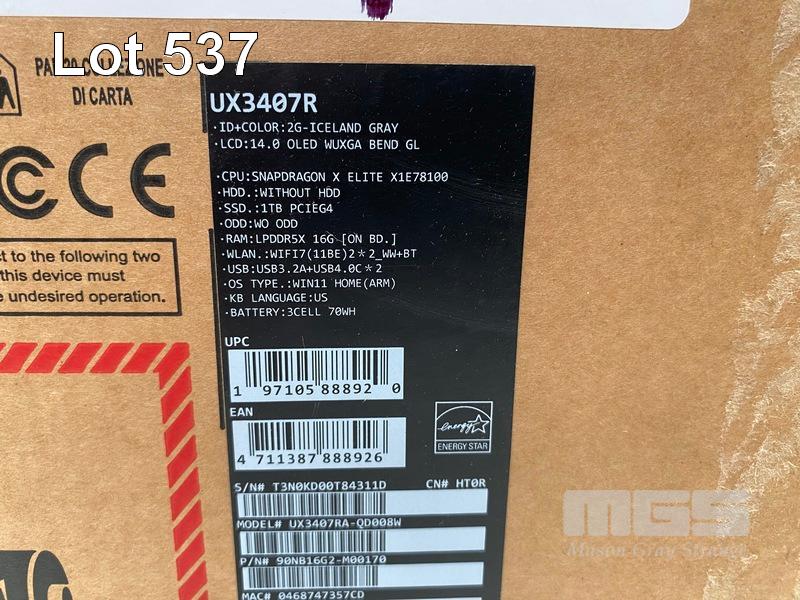 Lot 537
DI CARTA
UX3407R
·ID+COLOR:2G-ICELAND GRAY
·LCD:14.0 OLED WUXGA BEND GL
·CPU:SNAPDRAGON X ELITE X1E78100
·HDD.:WITHOUT HDD
·SSD.:1TB PCIEG4
·ODD:WO ODD
·RAM:LPDDR5X 16G [ON BD.]
·WLAN.:WIFI7(11BE)2*2_WW+BT
·USB:USB3.2A+USB4.0C*2
·OS TYPE.:WIN11 HOME(ARM)
·KB LANGUAGE:US
·BATTERY:3CELL 70WH
CE
t to the following two
this device must
undesired operation.
UPC
1 97105 88892 0
EAN
4 711387 888926
energy
ENERGY STAR
S/N# T3N0KD00T84311D CN# HT0R
MODEL# UX3407RA-QD008W
P/N# 90NB16G2-M00170
MAC# 0468747357CD
MGS
Mason Gray Strange